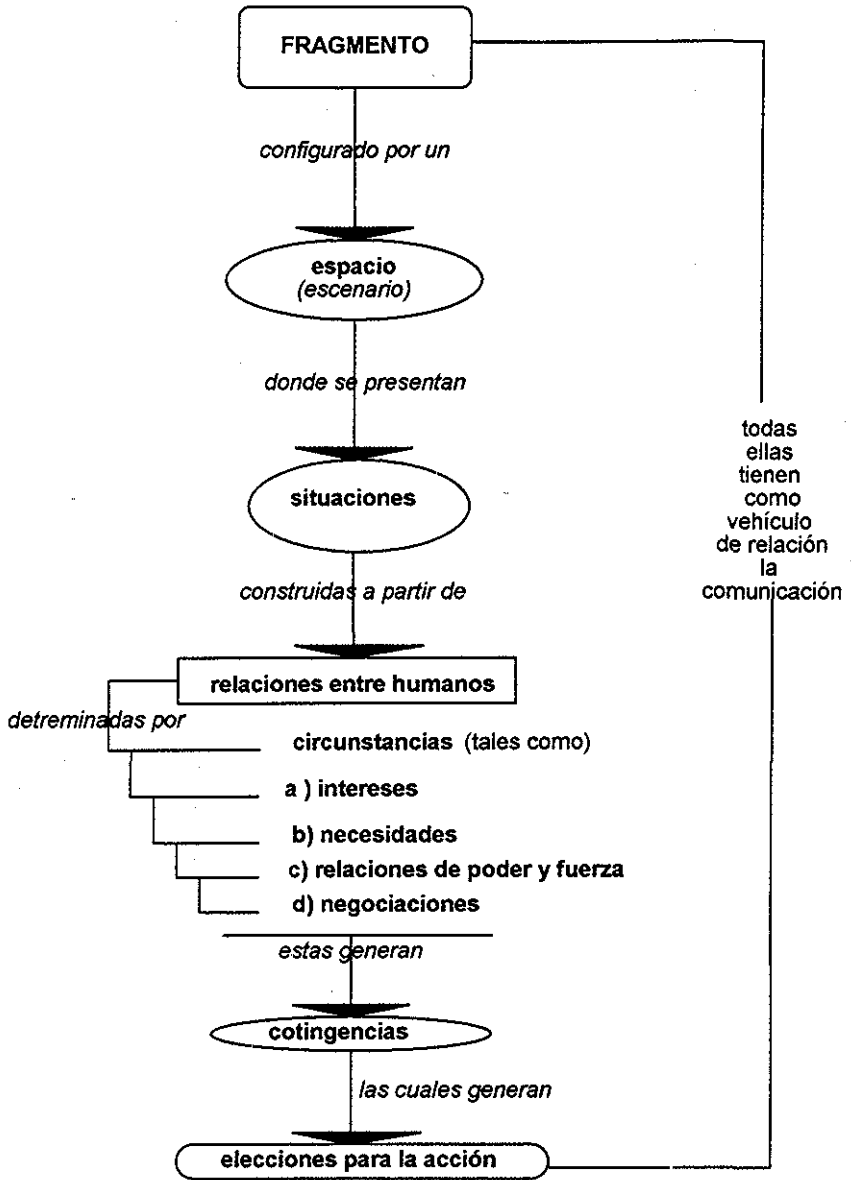 FRAGMENTO
configurado por un
espacio
(escenario)
donde se presentan
situaciones
construidas a partir de
relaciones entre humanos
detreminadas por
circunstancias (tales como)
a ) intereses
b) necesidades
c) relaciones de poder y fuerza
d) negociaciones
estas generan
cotingencias
las cuales generan
elecciones para la acción
todas
ellas
tienen
como
vehículo
de relación
la
comunicación